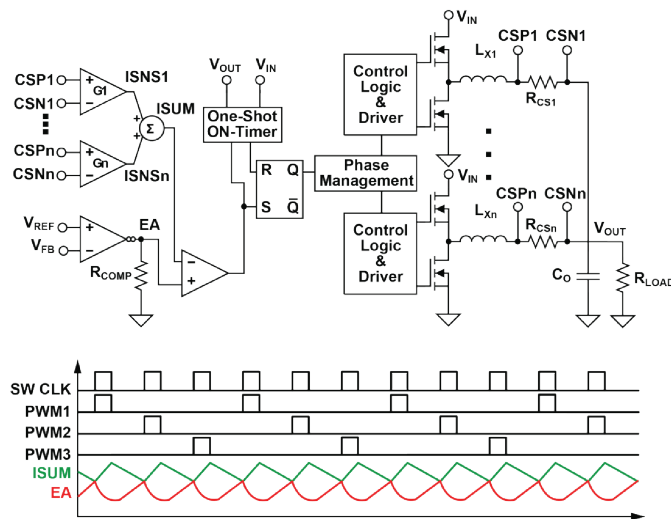 CSP1
CSN1
G1
ISNS1
ISUM
Σ
CSPn
CSNn
Gn
ISNSn
VREF
VFB
EA
RCOMP
VOUT
VIN
One-Shot
ON-Timer
R Q
S Q̅
Phase
Management
Control
Logic
&
Driver
VIN
LX1
CSP1
CSN1
RCS1
Control
Logic
&
Driver
VIN
LXn
CSPn
CSNn
RCSn
VOUT
CO
RLOAD
SW CLK
PWM1
PWM2
PWM3
ISUM
EA